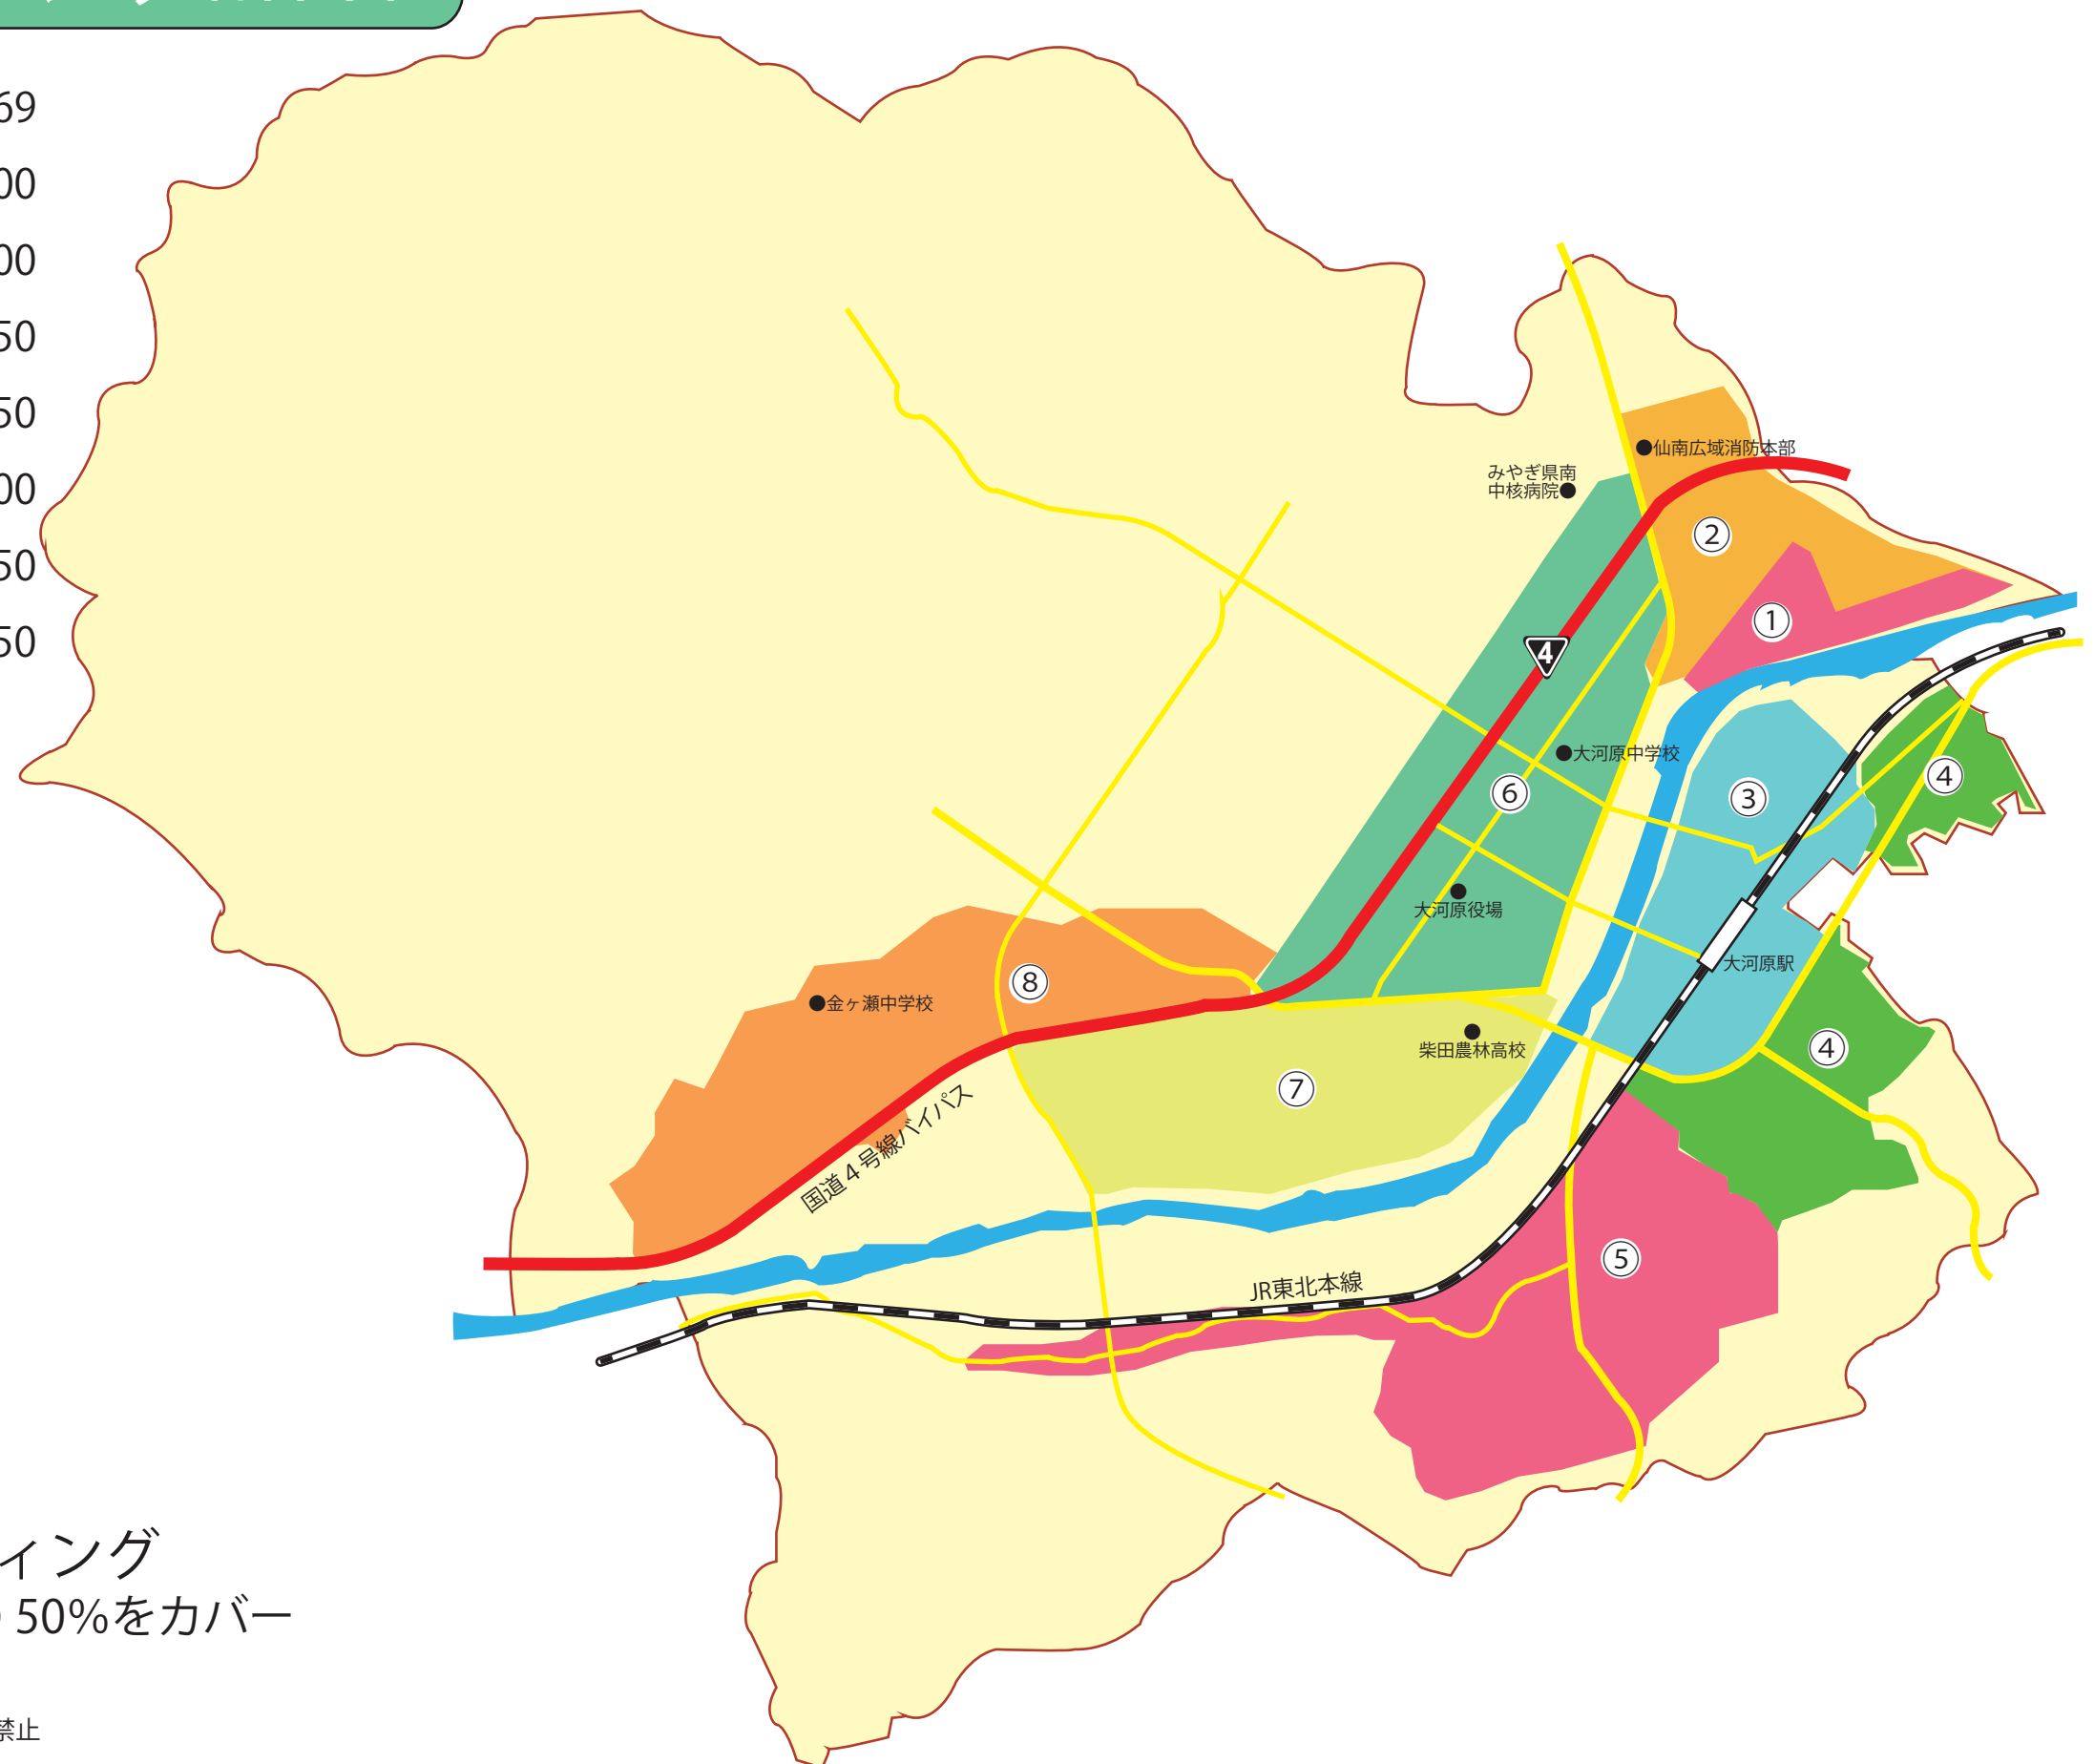 69
00
00
50
50
00
50
50
仙南広域消防本部
みやぎ県南
中核病院
②
①
4
大河原中学校
④
⑥
③
大河原役場
大河原駅
⑧
金ヶ瀬中学校
柴田農林高校
④
⑦
国道４号線バイパス
⑤
JR東北本線
ィング
50%をカバー
禁止